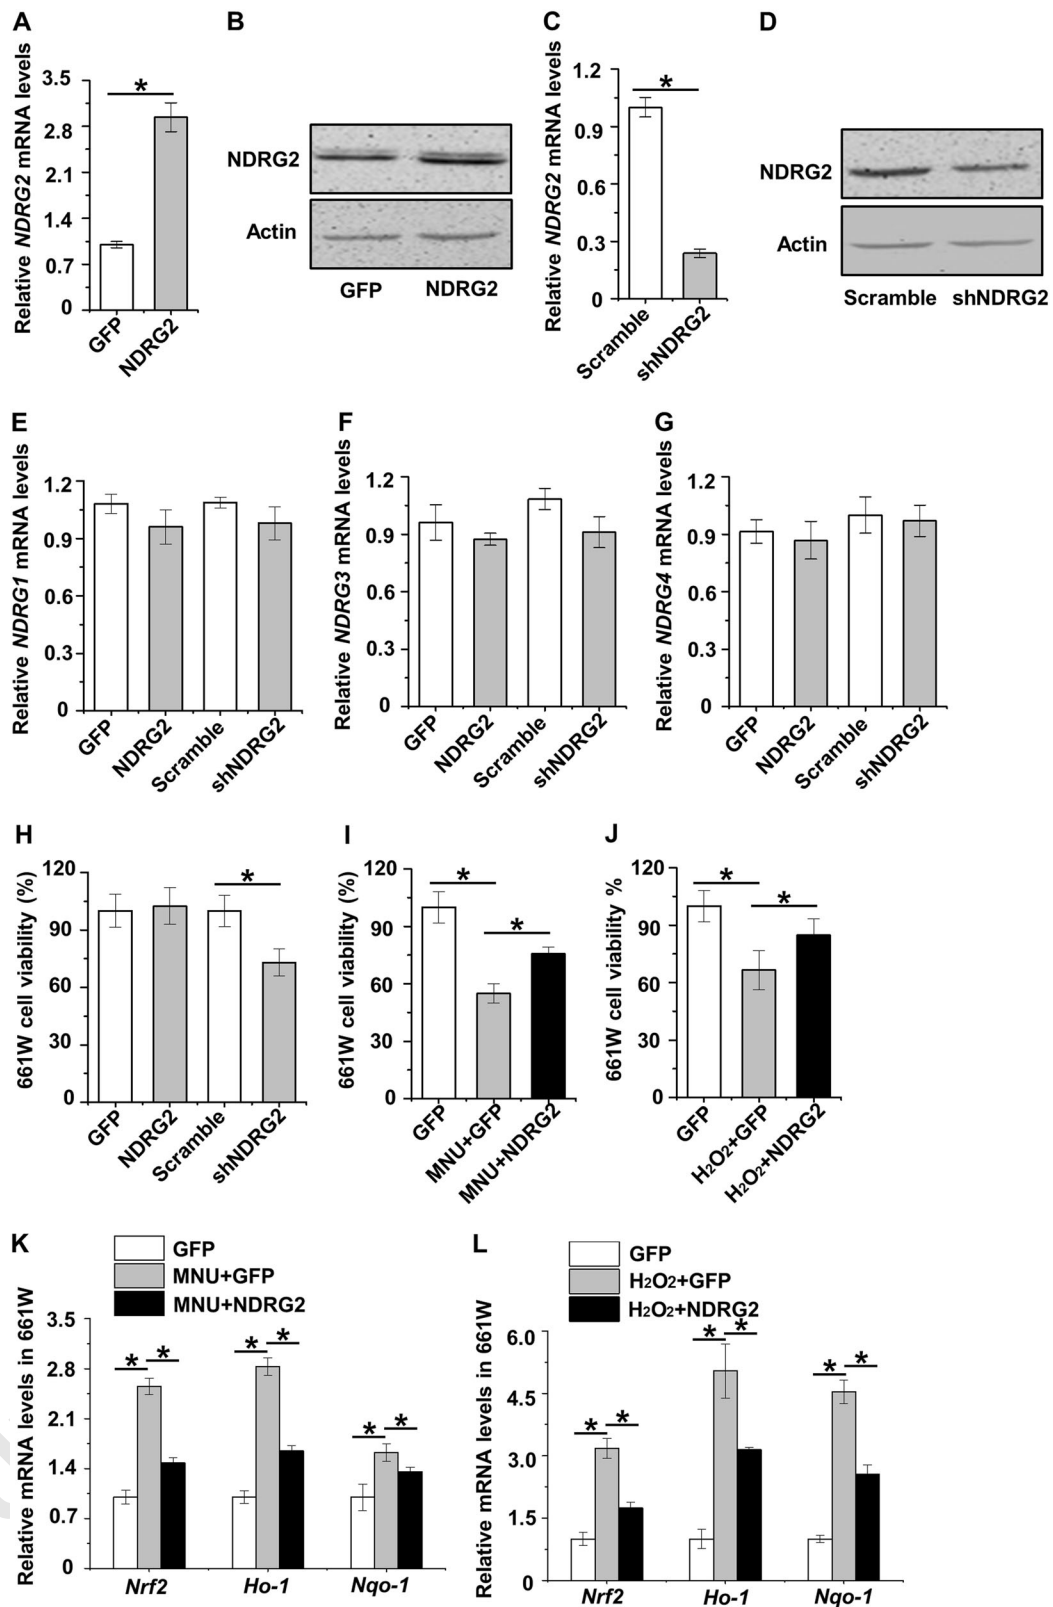 A
Relative NDRG2 mRNA levels
3.5
2.8
2.1
1.4
0.7
0
*
GFP
NDRG2
B
NDRG2
Actin
GFP NDRG2
C
Relative NDRG2 mRNA levels
1.2
0.9
0.6
0.3
0
*
Scramble
shNDRG2
D
NDRG2
Actin
Scramble shNDRG2
E
Relative NDRG1 mRNA levels
1.2
0.9
0.6
0.3
0
GFP
NDRG2
Scramble
shNDRG2
F
Relative NDRG3 mRNA levels
1.2
0.9
0.6
0.3
0
GFP
NDRG2
Scramble
shNDRG2
G
Relative NDRG4 mRNA levels
1.2
0.9
0.6
0.3
0
GFP
NDRG2
Scramble
shNDRG2
H
661W cell viability (%)
120
90
60
30
0
*
GFP
NDRG2
Scramble
shNDRG2
I
661W cell viability (%)
120
90
60
30
0
*
*
GFP
MNU+GFP
MNU+NDRG2
J
661W cell viability %
120
90
60
30
0
*
*
GFP
H2O2+GFP
H2O2+NDRG2
K
GFP
MNU+GFP
MNU+NDRG2
Relative mRNA levels in 661W
3.5
2.8
2.1
1.4
0.7
0
* *
* *
* *
Nrf2 Ho-1 Nqo-1
L
GFP
H2O2+GFP
H2O2+NDRG2
Relative mRNA levels in 661W
6.0
4.5
3.0
1.5
0
* *
* *
* *
Nrf2 Ho-1 Nqo-1